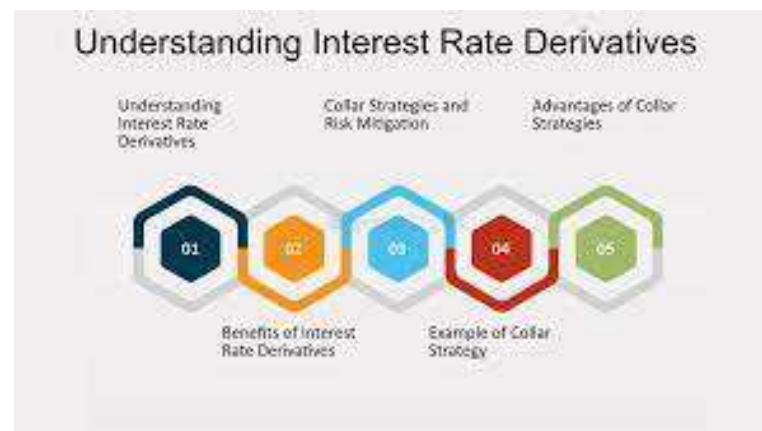 Understanding Interest Rate Derivatives
Understanding
Interest Rate
Derivatives
Collar Strategies and
Risk Mitigation
Advantages of Collar
Strategies
01
02
03
04
05
Benefits of Interest
Rate Derivatives
Example of Collar
Strategy